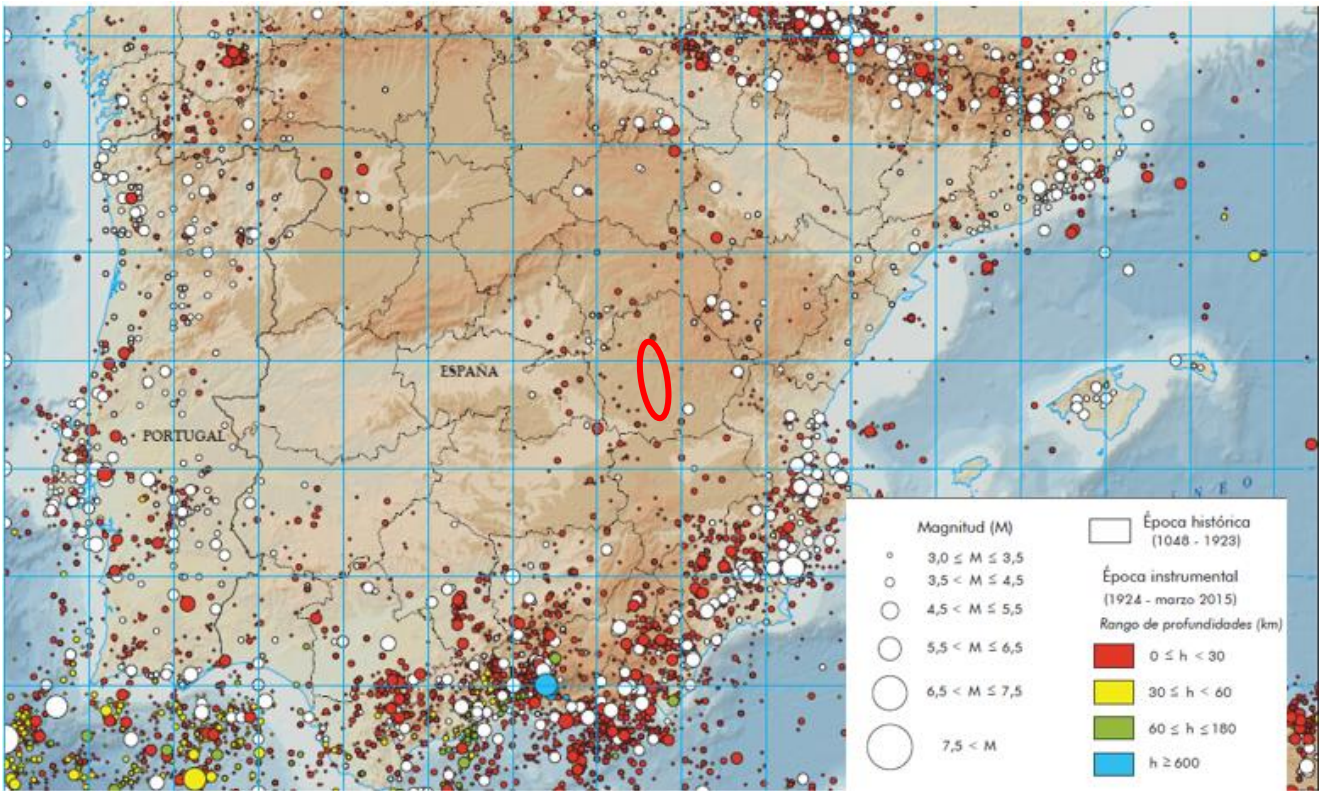 ESPAÑA
PORTUGAL
N E O
Magnitud (M)
3,0 ≤ M ≤ 3,5
3,5 < M ≤ 4,5
4,5 < M ≤ 5,5
5,5 < M ≤ 6,5
6,5 < M ≤ 7,5
7,5 < M
Época histórica
(1048 - 1923)
Época instrumental
(1924 - marzo 2015)
Rango de profundidades (km)
0 ≤ h < 30
30 ≤ h < 60
60 ≤ h ≤ 180
h ≥ 600